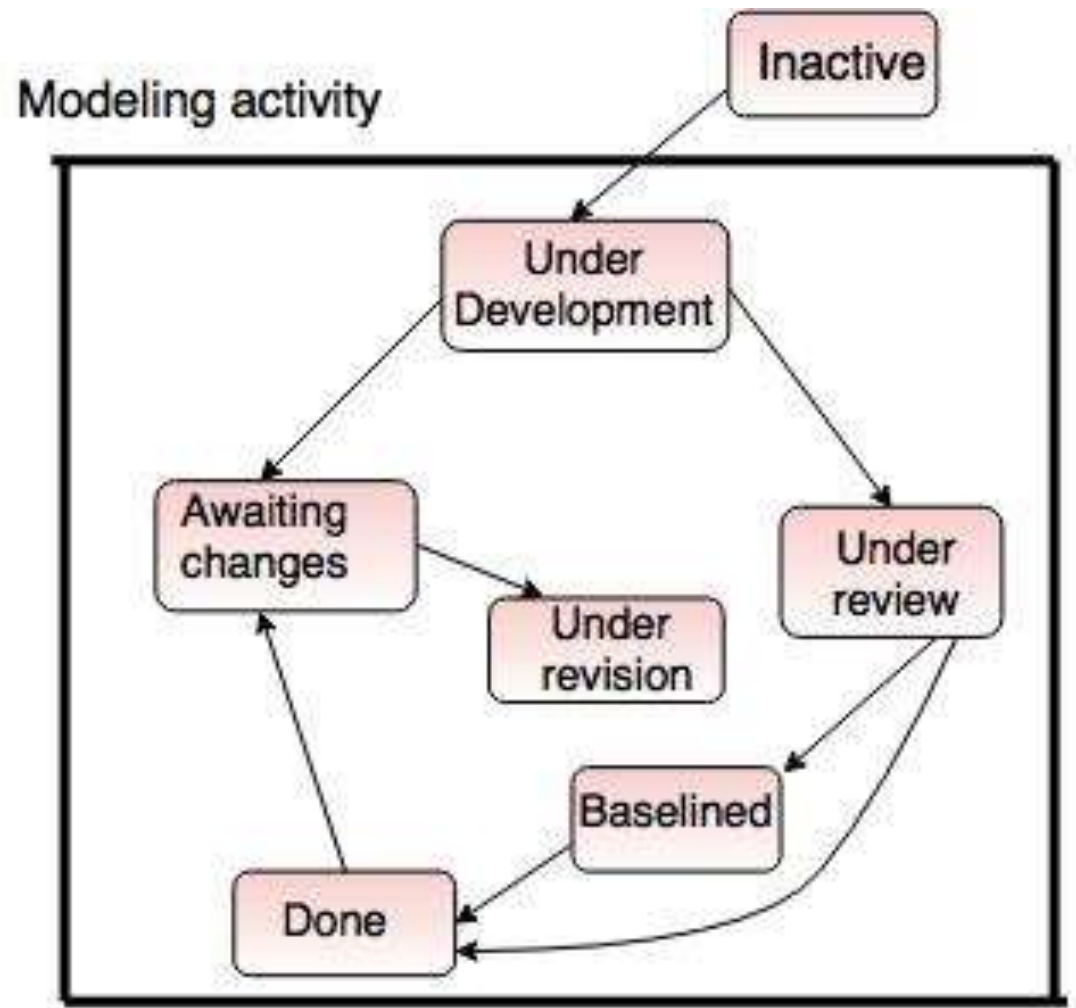 Inactive
Modeling activity
Under
Development
Awaiting
changes
Under
review
Under
revision
Baselined
Done